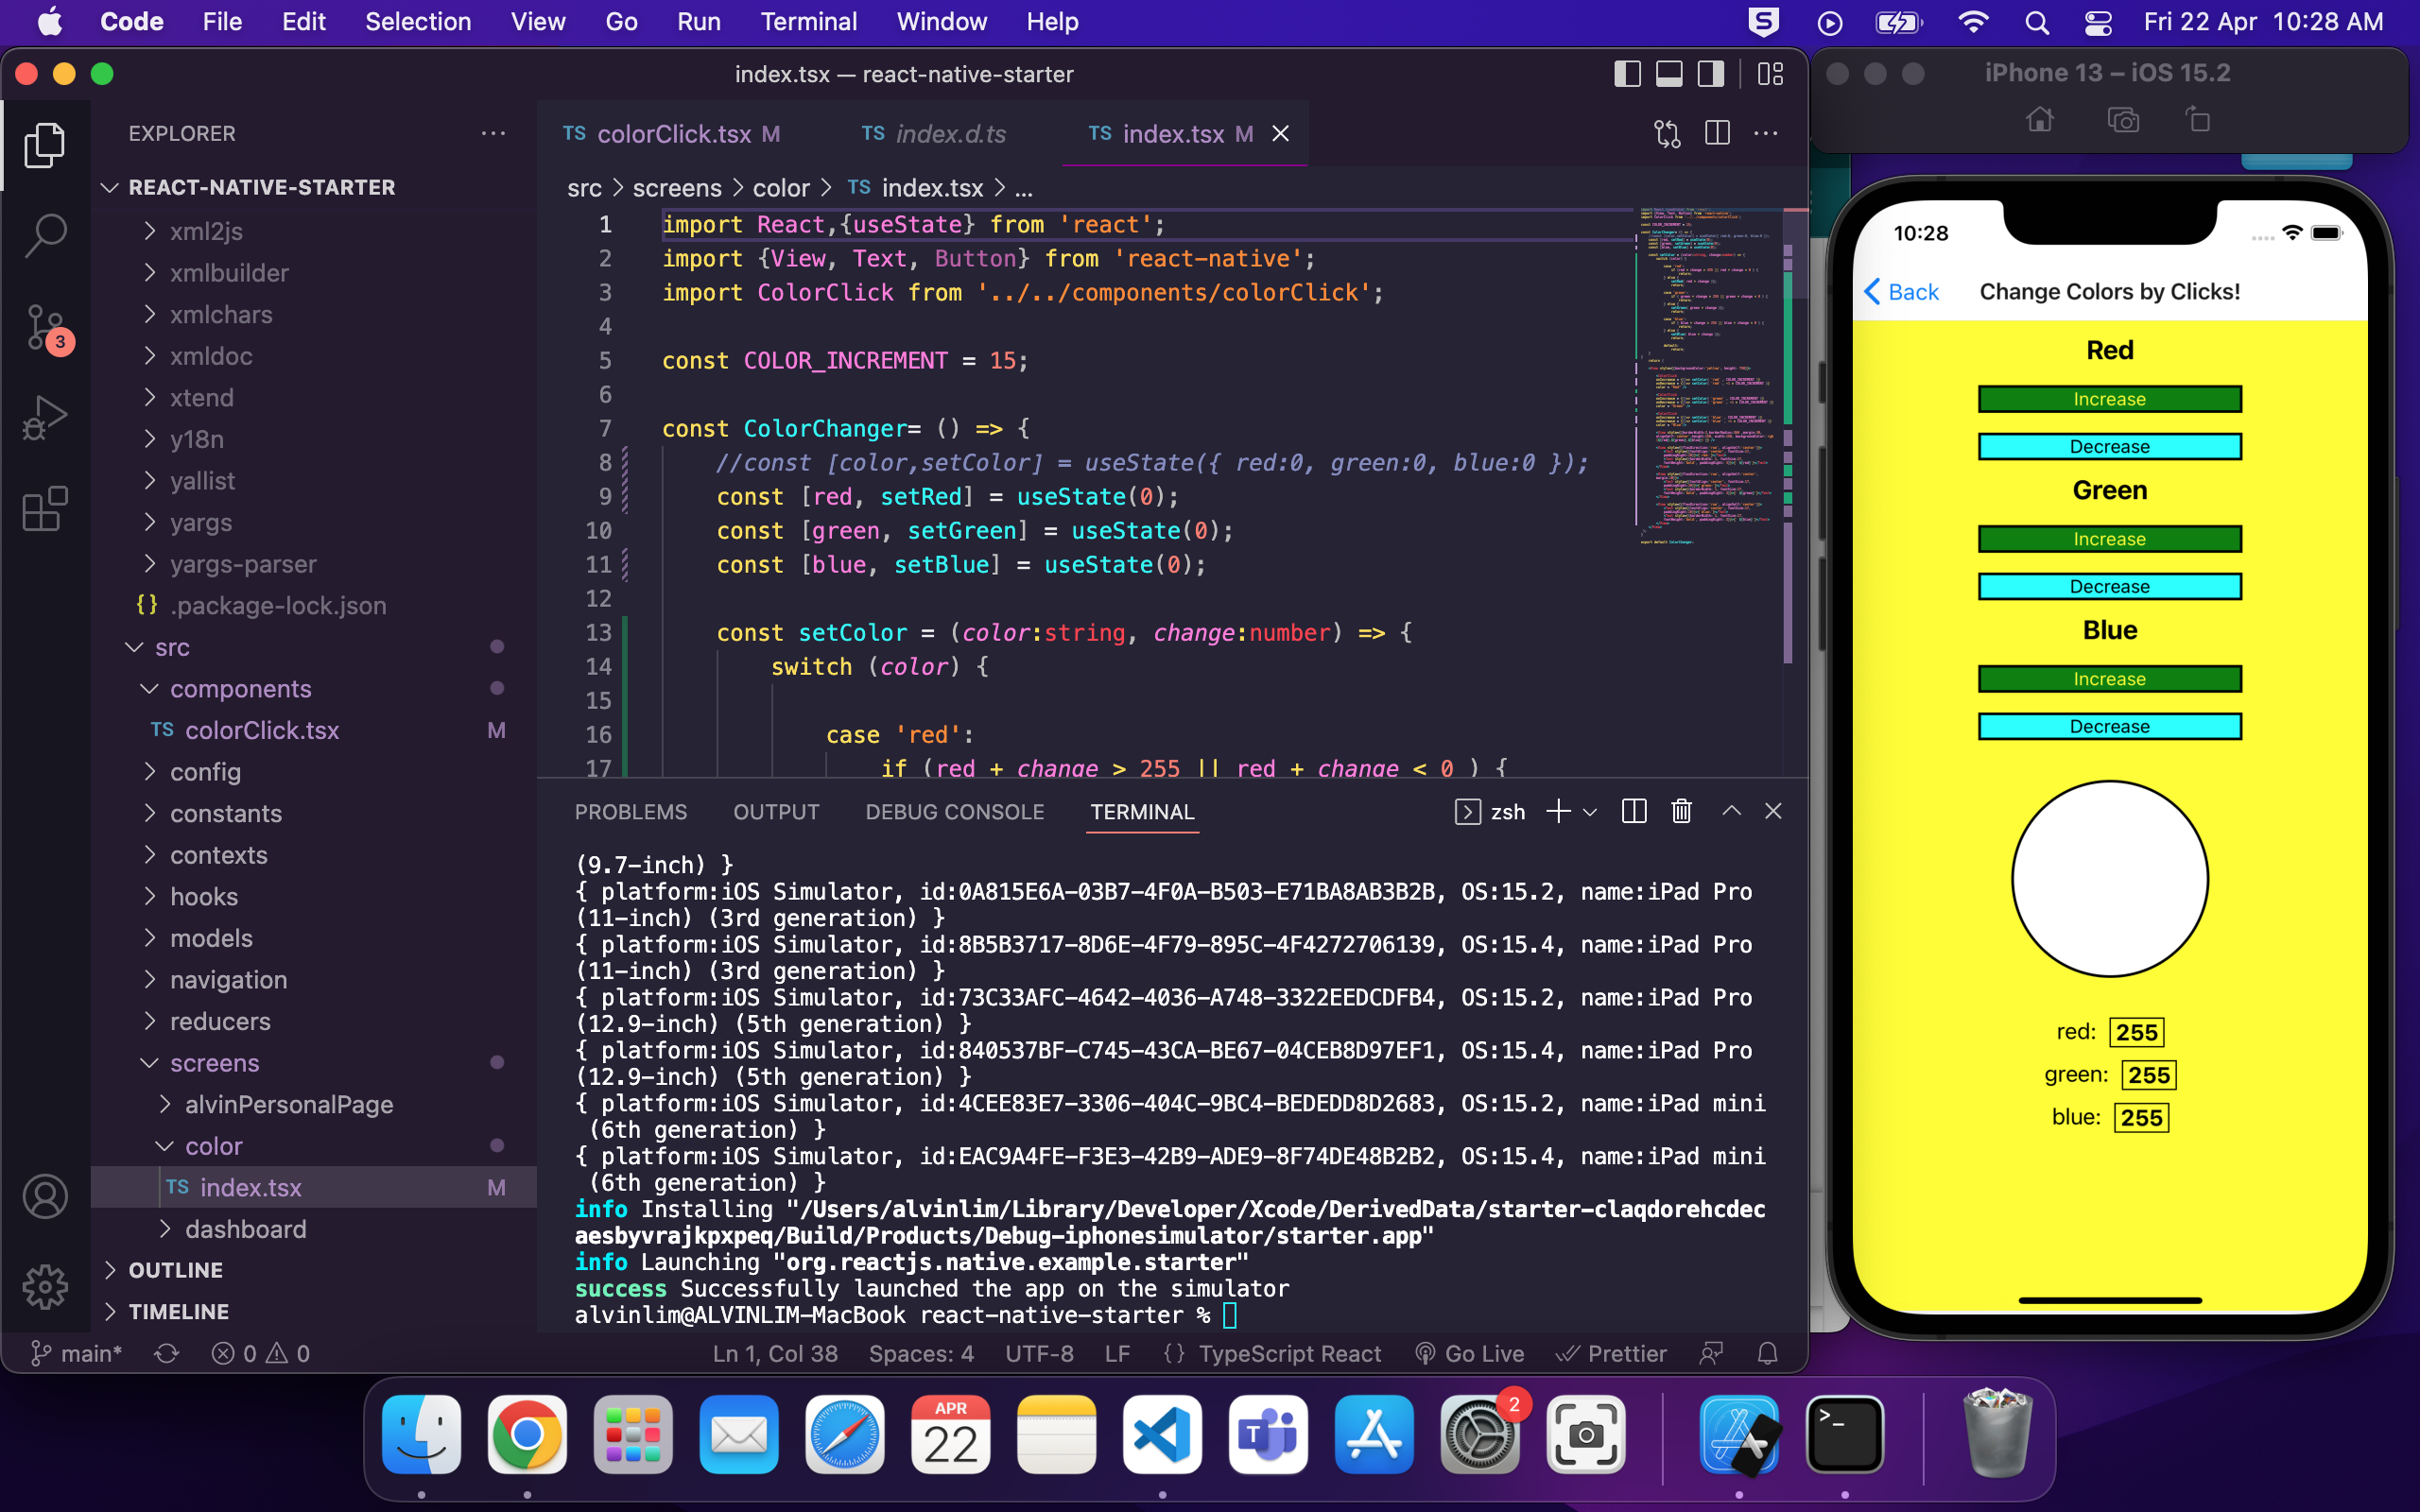 Code File Edit Selection View Go Run Terminal Window Help
S
Fri 22 Apr 10:28 AM
index.tsx — react-native-starter
EXPLORER
REACT-NATIVE-STARTER
xml2js
xmlbuilder
xmlchars
xmldoc
xtend
y18n
yallist
yargs
yargs-parser
{} .package-lock.json
src
components
TS colorClick.tsx M
config
constants
contexts
hooks
models
navigation
reducers
screens
alvinPersonalPage
color
TS index.tsx M
dashboard
OUTLINE
TIMELINE
3
TS colorClick.tsx M TS index.d.ts TS index.tsx M
src > screens > color > TS index.tsx > ...
1 import React,{useState} from 'react';
2 import {View, Text, Button} from 'react-native';
3 import ColorClick from '../../components/colorClick';
4
5 const COLOR_INCREMENT = 15;
6
7 const ColorChanger= () => {
8 //const [color,setColor] = useState({ red:0, green:0, blue:0 });
9 const [red, setRed] = useState(0);
10 const [green, setGreen] = useState(0);
11 const [blue, setBlue] = useState(0);
12
13 const setColor = (color:string, change:number) => {
14 switch (color) {
15
16 case 'red':
17 if (red + change > 255 || red + change < 0 ) {
PROBLEMS OUTPUT DEBUG CONSOLE TERMINAL zsh
(9.7-inch) }
{ platform:iOS Simulator, id:0A815E6A-03B7-4F0A-B503-E71BA8AB3B2B, OS:15.2, name:iPad Pro
(11-inch) (3rd generation) }
{ platform:iOS Simulator, id:8B5B3717-8D6E-4F79-895C-4F4272706139, OS:15.4, name:iPad Pro
(11-inch) (3rd generation) }
{ platform:iOS Simulator, id:73C33AFC-4642-4036-A748-3322EEDCDFB4, OS:15.2, name:iPad Pro
(12.9-inch) (5th generation) }
{ platform:iOS Simulator, id:840537BF-C745-43CA-BE67-04CEB8D97EF1, OS:15.4, name:iPad Pro
(12.9-inch) (5th generation) }
{ platform:iOS Simulator, id:4CEE83E7-3306-404C-9BC4-BEDEDD8D2683, OS:15.2, name:iPad mini
(6th generation) }
{ platform:iOS Simulator, id:EAC9A4FE-F3E3-42B9-ADE9-8F74DE48B2B2, OS:15.4, name:iPad mini
(6th generation) }
info Installing "/Users/alvinlim/Library/Developer/Xcode/DerivedData/starter-claqdorehcdec
aesbyvrajkpxpeq/Build/Products/Debug-iphonesimulator/starter.app"
info Launching "org.reactjs.native.example.starter"
success Successfully launched the app on the simulator
alvinlim@ALVINLIM-MacBook react-native-starter %
main* 0 0 Ln 1, Col 38 Spaces: 4 UTF-8 LF {} TypeScript React Go Live Prettier
iPhone 13 – iOS 15.2
10:28
Back Change Colors by Clicks!
Red
Increase
Decrease
Green
Increase
Decrease
Blue
Increase
Decrease
red: 255
green: 255
blue: 255
APR
22
T
2
>_